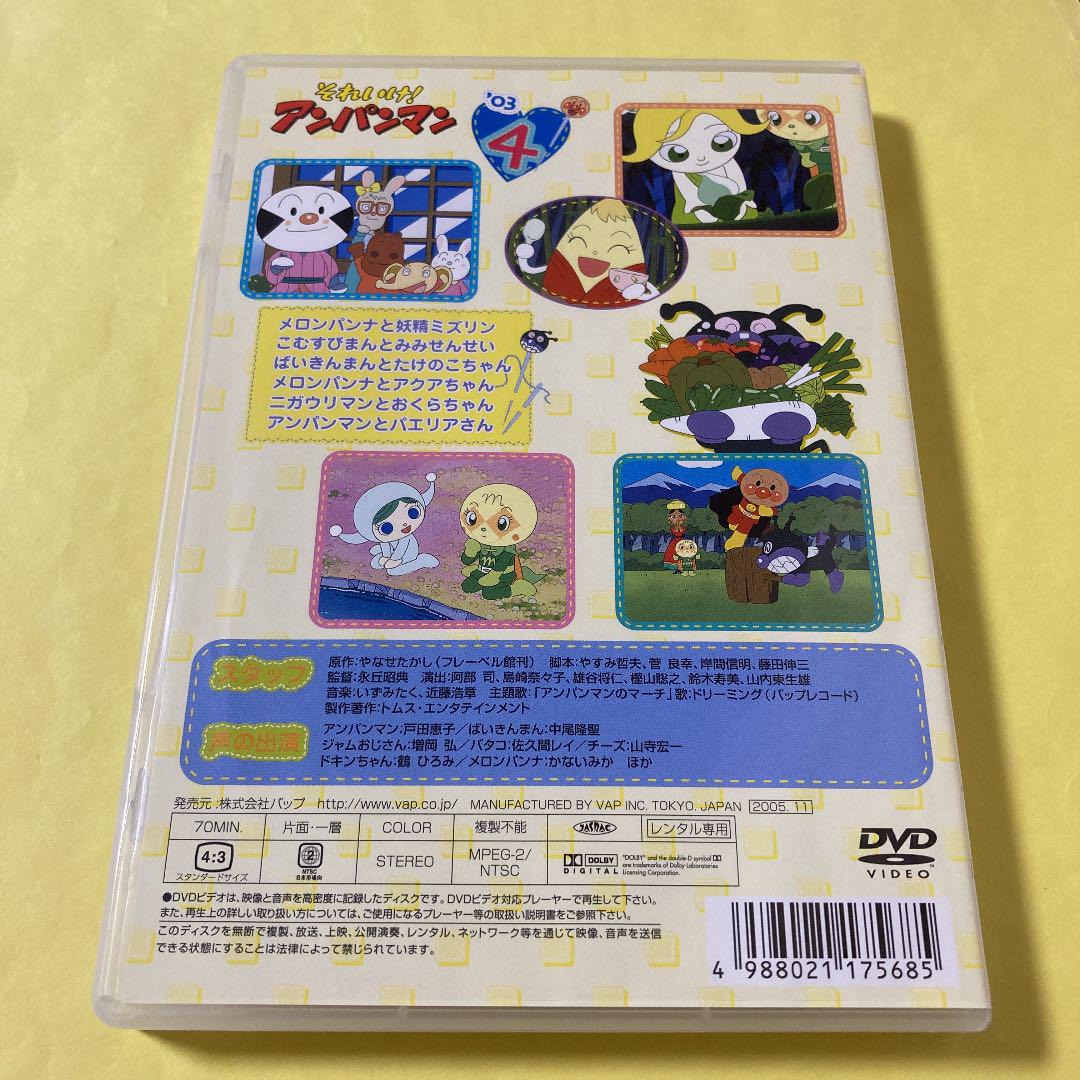 それいけ!
アンパンマン
'03
4
メロンパンナと妖精ミズリン
こむすびまんとみみせんせい
ばいきんまんとたけのこちゃん
メロンパンナとアクアちゃん
ニガウリマンとおくらちゃん
アンパンマンとパエリアさん
m
m
スタッフ
原作:やなせたかし(フレーベル館刊) 脚本:やすみ哲夫、菅 良幸、岸間信明、藤田伸三
監督:永丘昭典 演出:阿部 司、島崎奈々子、雄谷将仁、樫山聡之、鈴木寿美、山内東生雄
音楽:いずみたく、近藤浩章 主題歌:「アンパンマンのマーチ」歌:ドリーミング(バップレコード)
製作著作:トムス・エンタテインメント
声の出演
アンパンマン:戸田恵子/ばいきんまん:中尾隆聖
ジャムおじさん:増岡 弘/バタコ:佐久間レイ/チーズ:山寺宏一
ドキンちゃん:鶴 ひろみ/メロンパンナ:かないみか ほか
発売元:株式会社バップ http://www.vap.co.jp/ MANUFACTURED BY VAP INC. TOKYO. JAPAN 2005.11
70MIN. 片面・一層 COLOR 複製不能 JASRAC レンタル専用
4:3
スタンダードサイズ
2
NTSC
日本市場向
STEREO
MPEG-2/
NTSC
DOLBY
DIGITAL
"DOLBY" and the double-D symbol
are trademarks of Dolby Laboratories
Licensing Corporation.
DVD
VIDEO
●DVDビデオは、映像と音声を高密度に記録したディスクです。DVDビデオ対応プレーヤーで再生して下さい。
また、再生上の詳しい取り扱い方については、ご使用になるプレーヤー等の取扱い説明書をご参照下さい。
このディスクを無断で複製、放送、上映、公開演奏、レンタル、ネットワーク等を通じて映像、音声を送信
できる状態にすることは法律によって禁じられています。
4 988021 175685